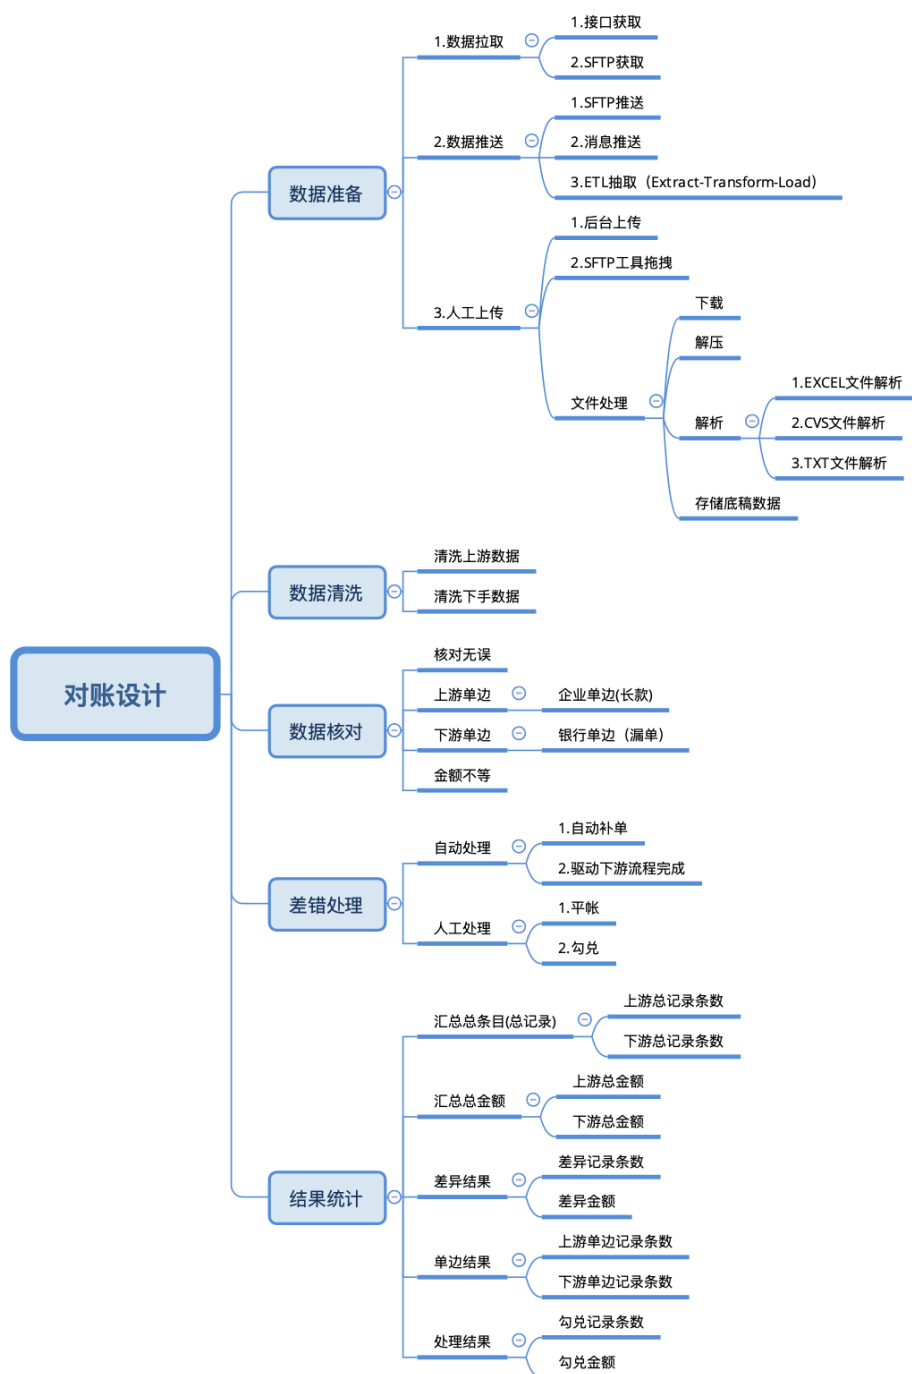 对账设计
数据准备
1.数据拉取
1.接口获取
2.SFTP获取
2.数据推送
1.SFTP推送
2.消息推送
3.ETL抽取（Extract-Transform-Load）
3.人工上传
1.后台上传
2.SFTP工具拖拽
文件处理
下载
解压
解析
1.EXCEL文件解析
2.CVS文件解析
3.TXT文件解析
存储底稿数据
数据清洗
清洗上游数据
清洗下手数据
数据核对
核对无误
上游单边
企业单边(长款)
下游单边
银行单边（漏单）
金额不等
差错处理
自动处理
1.自动补单
2.驱动下游流程完成
人工处理
1.平帐
2.勾兑
结果统计
汇总总条目(总记录)
上游总记录条数
下游总记录条数
汇总总金额
上游总金额
下游总金额
差异结果
差异记录条数
差异金额
单边结果
上游单边记录条数
下游单边记录条数
处理结果
勾兑记录条数
勾兑金额